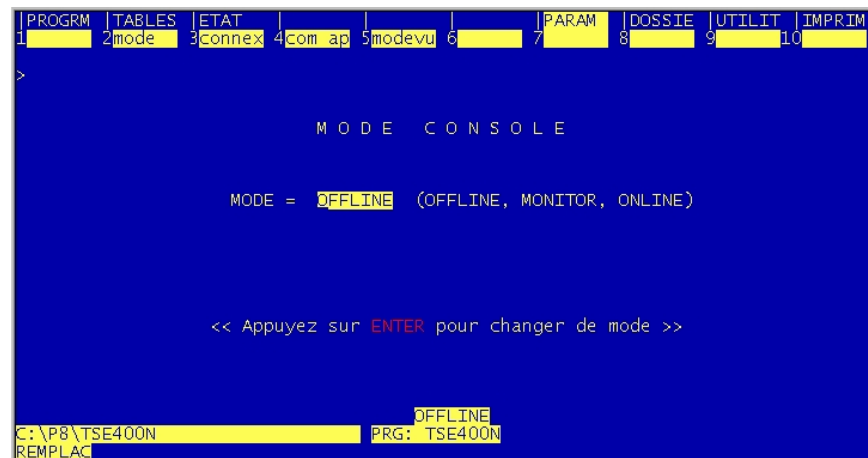 |PROGRM |TABLES |ETAT | | | |PARAM |DOSSIE |UTILIT |IMPRIM
1 2mode 3connex 4com ap 5modevu 6 7 8 9 10
>
M O D E C O N S O L E
MODE = OFFLINE (OFFLINE, MONITOR, ONLINE)
<< Appuyez sur ENTER pour changer de mode >>
OFFLINE
C:\P8\TSE400N PRG: TSE400N
REMPLAC